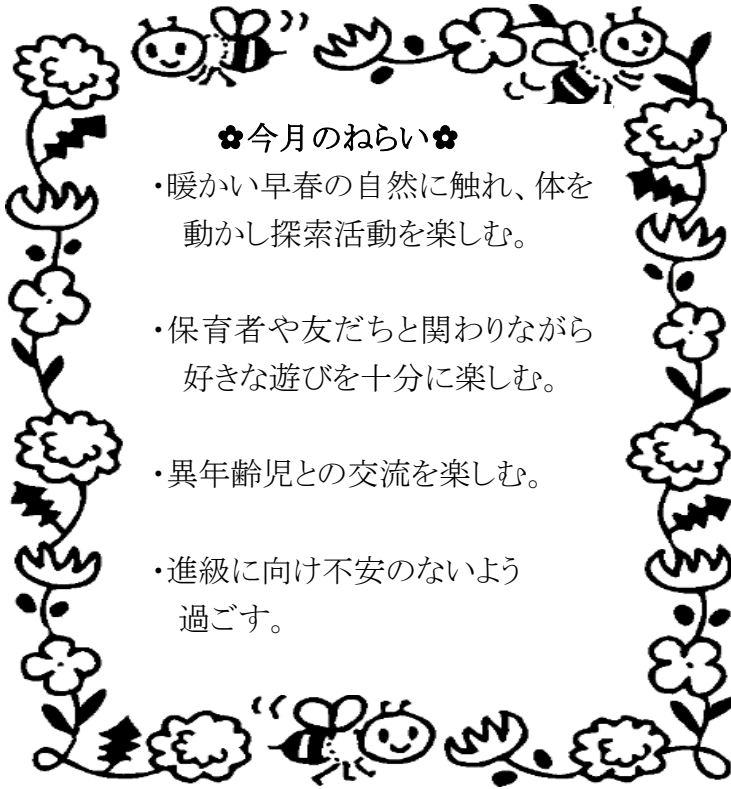 ✿今月のねらい✿
・暖かい早春の自然に触れ、体を
動かし探索活動を楽しむ。
・保育者や友だちと関わりながら
好きな遊びを十分に楽しむ。
・異年齢児との交流を楽しむ。
・進級に向け不安のないよう
過ごす。